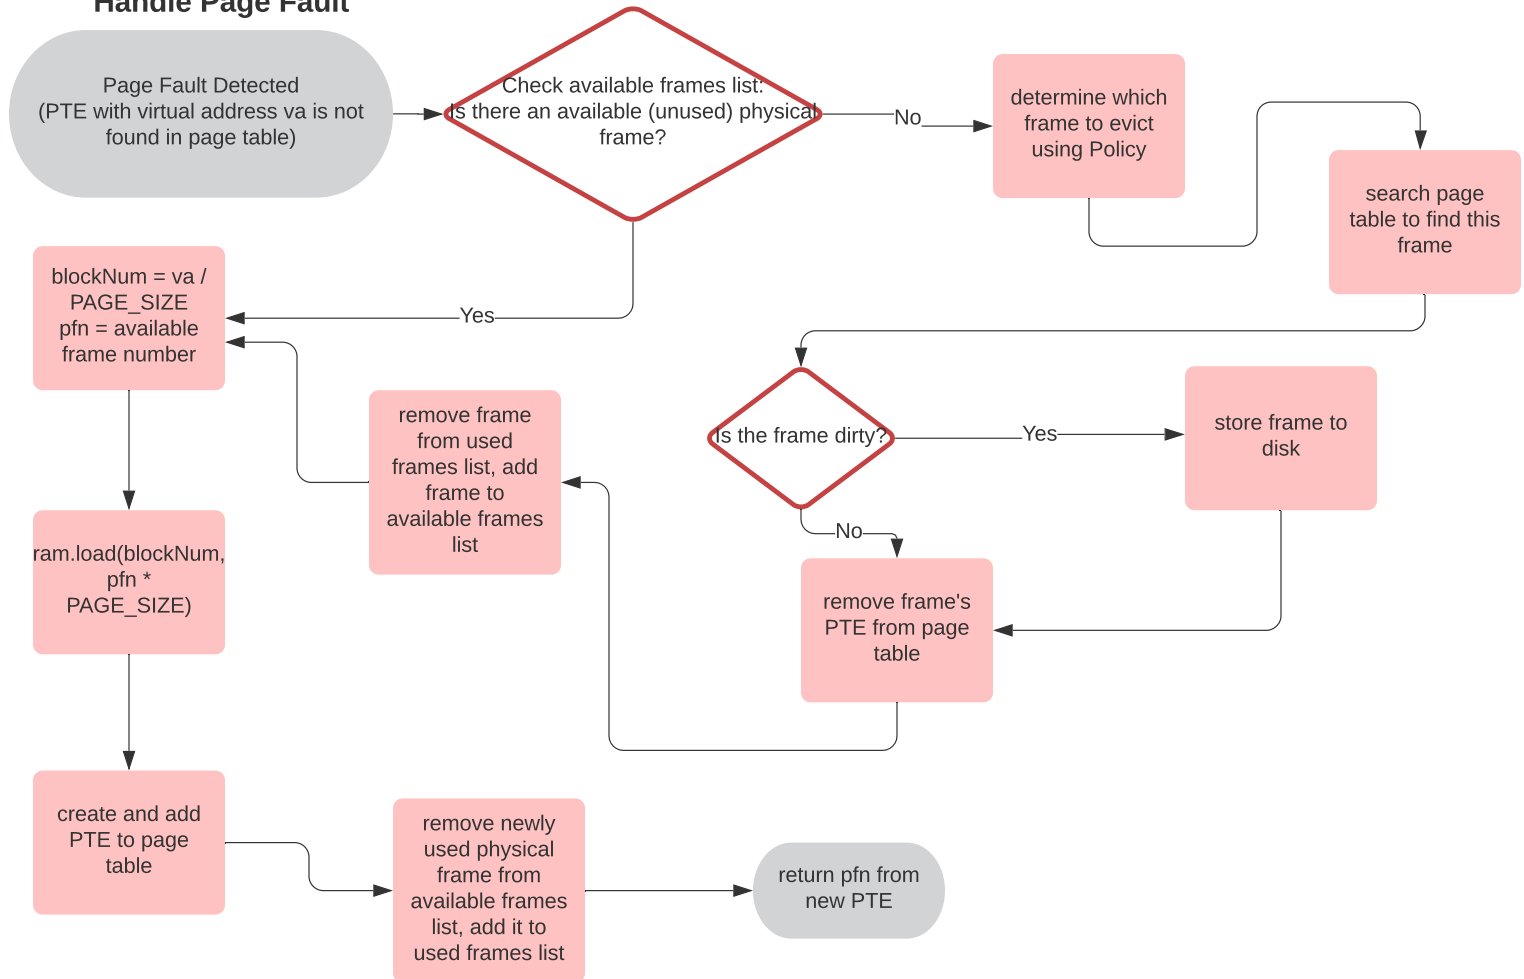 Handle Page Fault
Page Fault Detected
(PTE with virtual address va is not
found in page table)
Check available frames list:
Is there an available (unused) physical
frame?
No
determine which
frame to evict
using Policy
search page
table to find this
frame
Yes
blockNum = va /
PAGE_SIZE
pfn = available
frame number
remove frame
from used
frames list, add
frame to
available frames
list
Is the frame dirty?
Yes
store frame to
disk
No
ram.load(blockNum,
pfn *
PAGE_SIZE)
remove frame's
PTE from page
table
create and add
PTE to page
table
remove newly
used physical
frame from
available frames
list, add it to
used frames list
return pfn from
new PTE